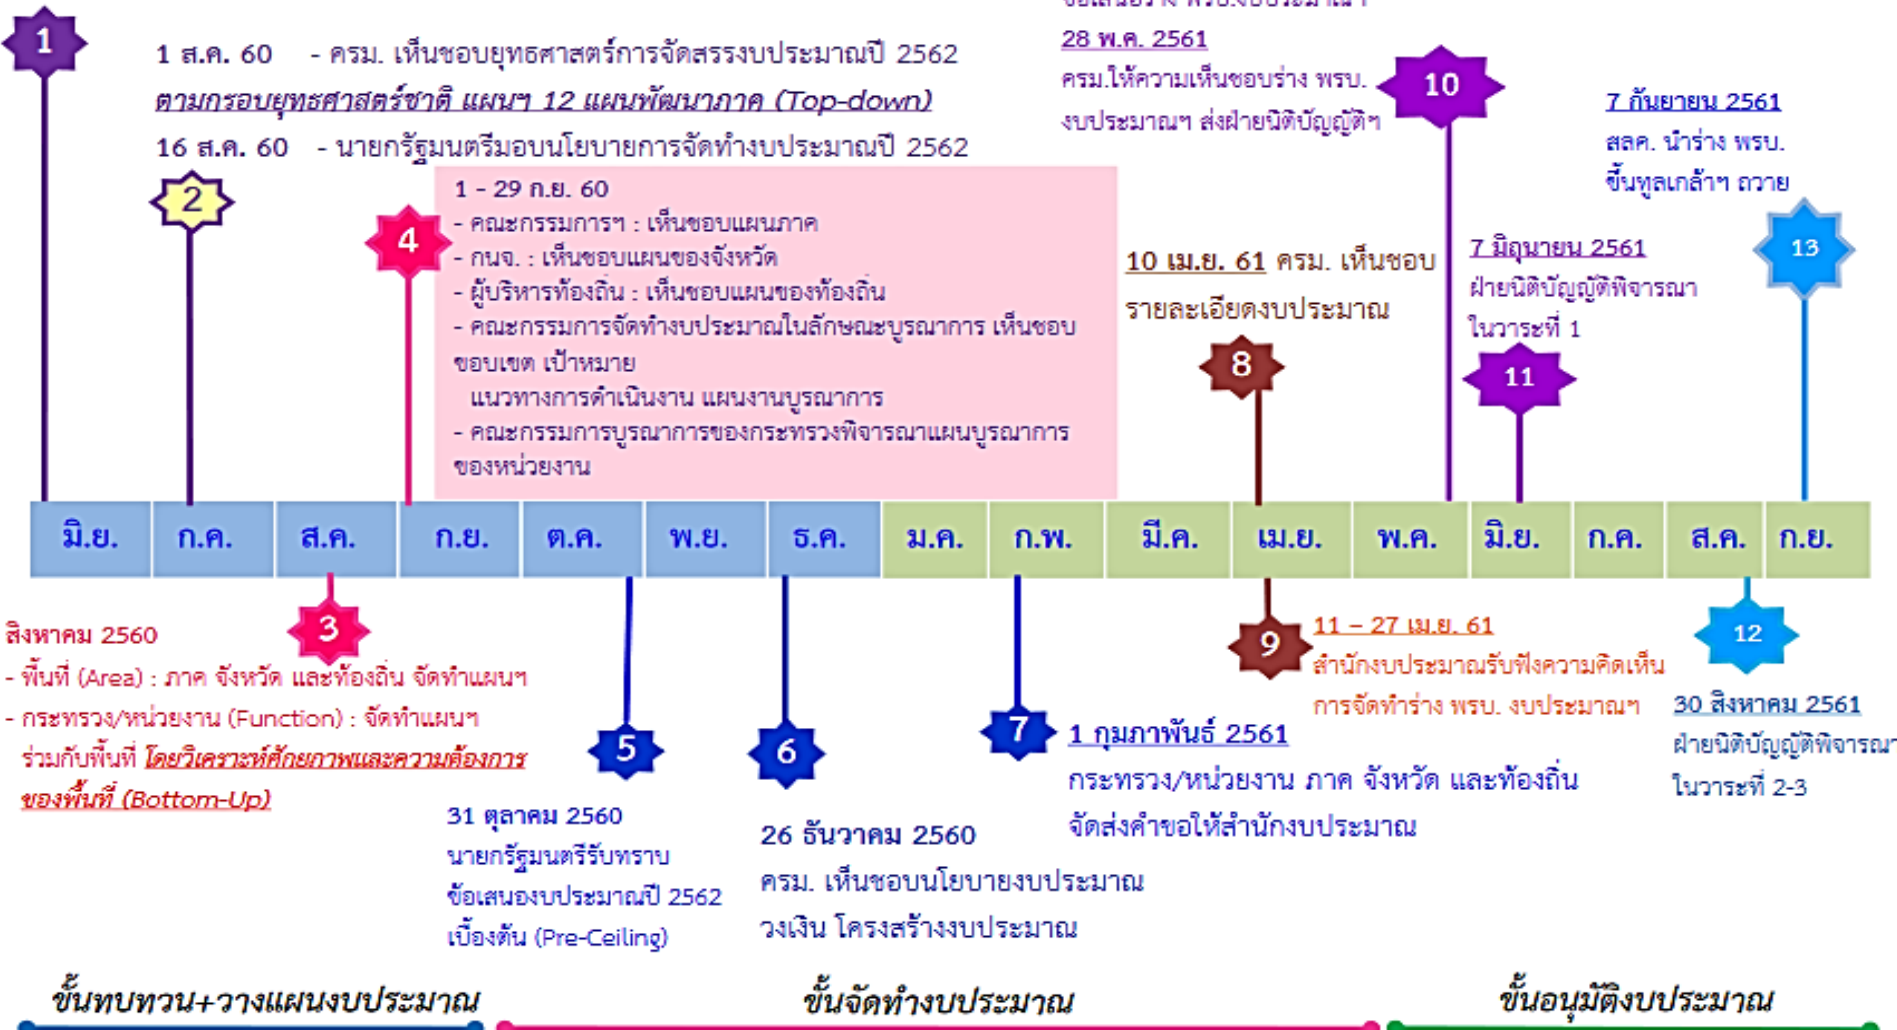 1
1 ส.ค. 60 - ครม. เห็นชอบยุทธศาสตร์การจัดสรรงบประมาณปี 2562
ตามกรอบยุทธศาสตร์ชาติ แผนฯ 12 แผนพัฒนาภาค (Top-down)
16 ส.ค. 60 - นายกรัฐมนตรีมอบนโยบายการจัดทำงบประมาณปี 2562
2
4
1 - 29 ก.ย. 60
- คณะกรรมการฯ : เห็นชอบแผนภาค
- กนจ. : เห็นชอบแผนของจังหวัด
- ผู้บริหารท้องถิ่น : เห็นชอบแผนของท้องถิ่น
- คณะกรรมการจัดทำงบประมาณในลักษณะบูรณาการ เห็นชอบ
ขอบเขต เป้าหมาย
แนวทางการดำเนินงาน แผนงานบูรณาการ
- คณะกรรมการบูรณาการของกระทรวงพิจารณาแผนบูรณาการ
ของหน่วยงาน
28 พ.ค. 2561
ครม.ให้ความเห็นชอบร่าง พรบ.
งบประมาณฯ ส่งฝ่ายนิติบัญญัติฯ
10
7 กันยายน 2561
สลค. นำร่าง พรบ.
ขึ้นทูลเกล้าฯ ถวาย
13
10 เม.ย. 61 ครม. เห็นชอบ
รายละเอียดงบประมาณ
8
7 มิถุนายน 2561
ฝ่ายนิติบัญญัติพิจารณา
ในวาระที่ 1
11
มิ.ย. ก.ค. ส.ค. ก.ย. ต.ค. พ.ย. ธ.ค. ม.ค. ก.พ. มี.ค. เม.ย. พ.ค. มิ.ย. ก.ค. ส.ค. ก.ย.
3
สิงหาคม 2560
- พื้นที่ (Area) : ภาค จังหวัด และท้องถิ่น จัดทำแผนฯ
- กระทรวง/หน่วยงาน (Function) : จัดทำแผนฯ
ร่วมกับพื้นที่ โดยวิเคราะห์ศักยภาพและความต้องการ
ของพื้นที่ (Bottom-Up)
5
31 ตุลาคม 2560
นายกรัฐมนตรีรับทราบ
ข้อเสนองบประมาณปี 2562
เบื้องต้น (Pre-Ceiling)
6
26 ธันวาคม 2560
ครม. เห็นชอบนโยบายงบประมาณ
วงเงิน โครงสร้างงบประมาณ
7
1 กุมภาพันธ์ 2561
กระทรวง/หน่วยงาน ภาค จังหวัด และท้องถิ่น
จัดส่งคำขอให้สำนักงบประมาณ
9
11 – 27 เม.ย. 61
สำนักงบประมาณรับฟังความคิดเห็น
การจัดทำร่าง พรบ. งบประมาณฯ
12
30 สิงหาคม 2561
ฝ่ายนิติบัญญัติพิจารณา
ในวาระที่ 2-3
ขั้นทบทวน+วางแผนงบประมาณ
ขั้นจัดทำงบประมาณ
ขั้นอนุมัติงบประมาณ